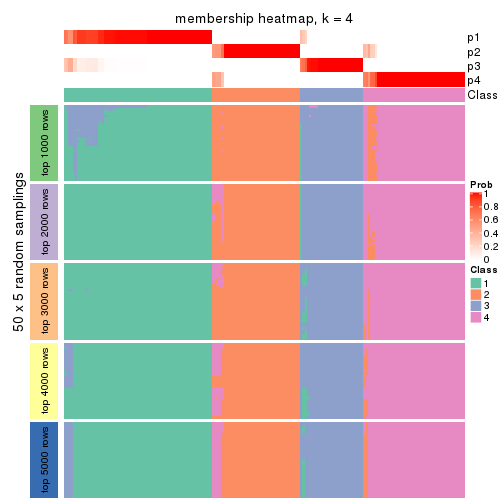 membership heatmap, k = 4
p1
p2
p3
p4
Class
50 x 5 random samplings
top 1000 rows
top 2000 rows
top 3000 rows
top 4000 rows
top 5000 rows
Prob
1
0.8
0.6
0.4
0.2
0
Class
1
2
3
4